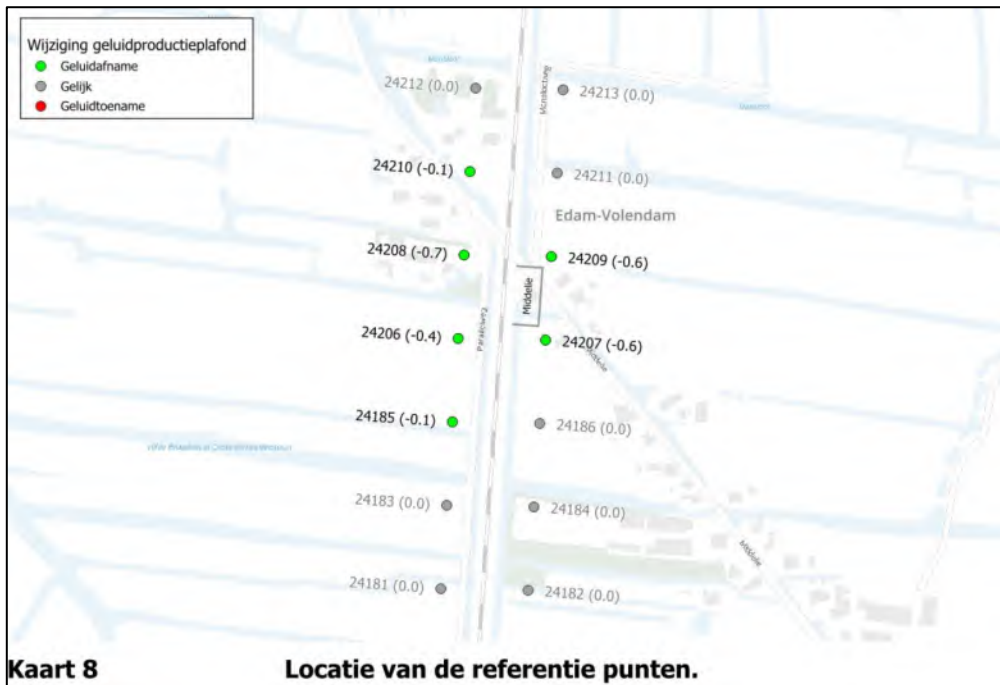 Wijziging geluidproductieplafond
Geluidafname
Gelijk
Geluidtoename
24212 (0.0)
24213 (0.0)
24210 (-0.1)
24211 (0.0)
Edam-Volendam
24208 (-0.7)
24209 (-0.6)
Middelie
24206 (-0.4)
Parallelweg
24207 (-0.6)
Middelie
24185 (-0.1)
24186 (0.0)
24183 (0.0)
24184 (0.0)
Middelie
24181 (0.0)
24182 (0.0)
Kaart 8
Locatie van de referentie punten.